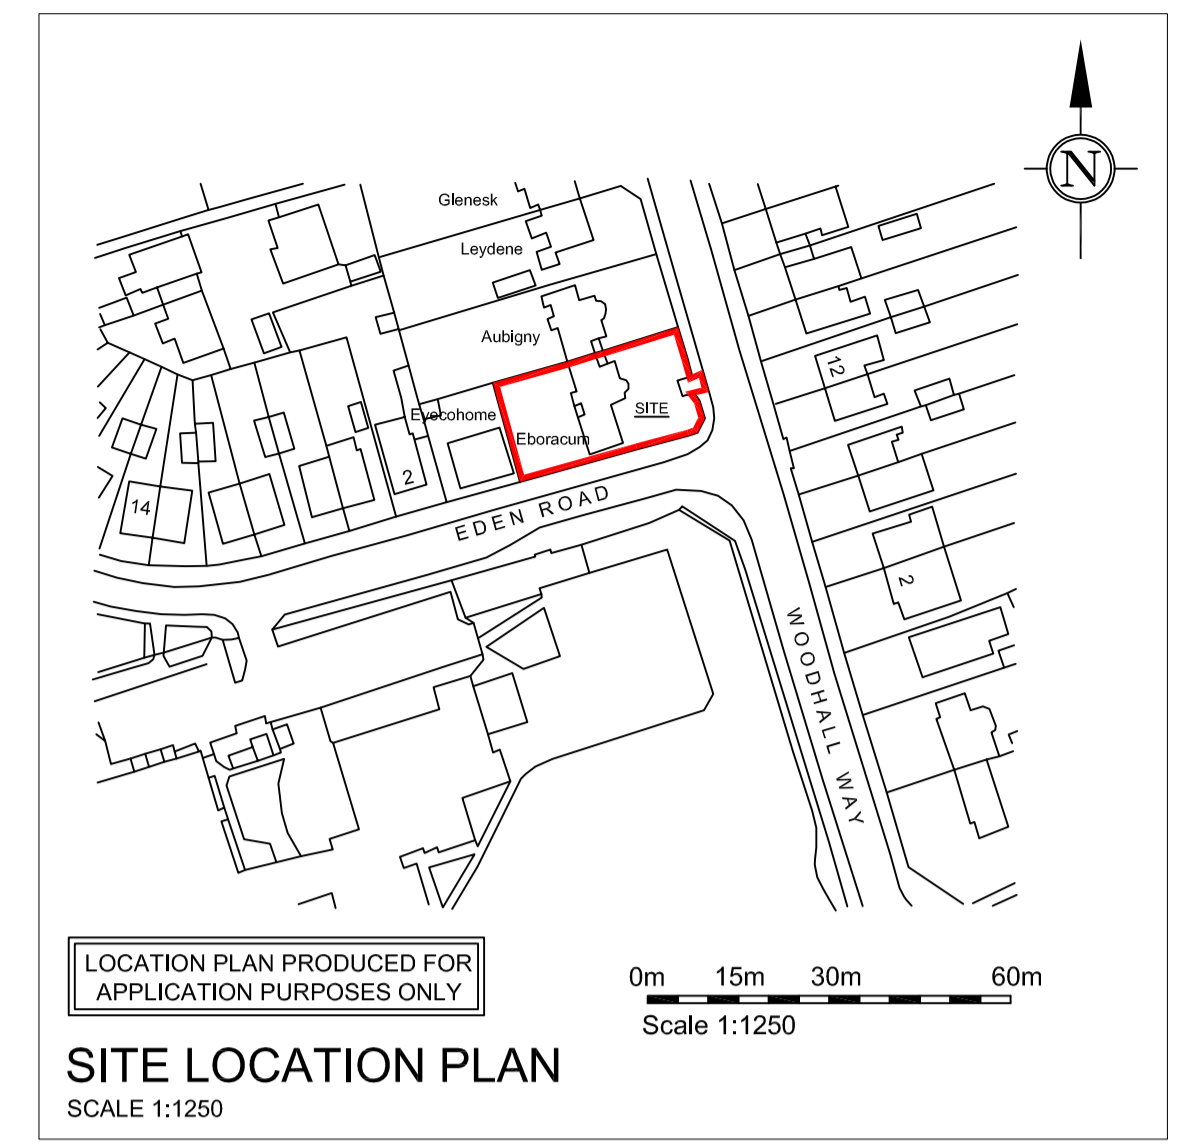 N
Glenesk
Leydene
Aubigny
12
Eyecohome
SITE
Eboracum
2
14
EDEN ROAD
2
WOODHALL WAY
LOCATION PLAN PRODUCED FOR
APPLICATION PURPOSES ONLY
0m 15m 30m 60m
Scale 1:1250
SITE LOCATION PLAN
SCALE 1:1250